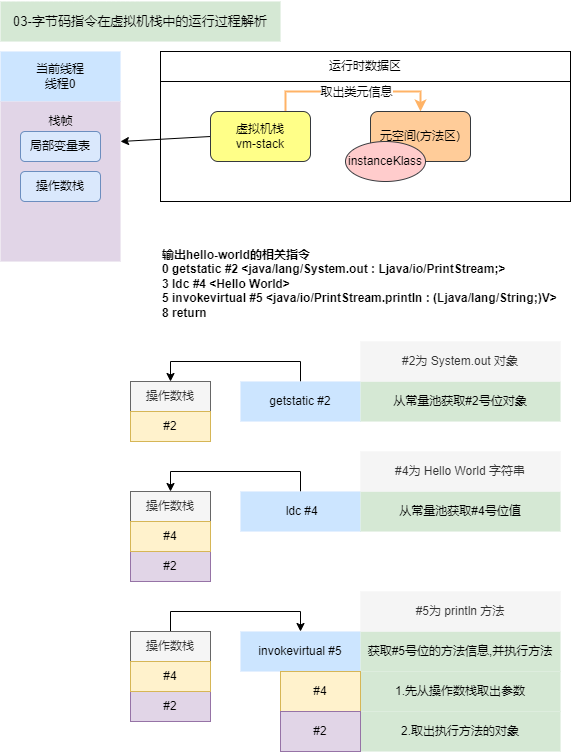 03-字节码指令在虚拟机栈中的运行过程解析
当前线程
线程0
栈帧
局部变量表
操作数栈
运行时数据区
取出类元信息
虚拟机栈
vm-stack
元空间(方法区)
instanceKlass
输出hello-world的相关指令
0 getstatic #2 <java/lang/System.out : Ljava/io/PrintStream;>
3 ldc #4 <Hello World>
5 invokevirtual #5 <java/io/PrintStream.println : (Ljava/lang/String;)V>
8 return
#2为 System.out 对象
操作数栈
getstatic #2
从常量池获取#2号位对象
#2
#4为 Hello World 字符串
操作数栈
ldc #4
从常量池获取#4号位值
#4
#2
#5为 println 方法
操作数栈
invokevirtual #5
获取#5号位的方法信息,并执行方法
#4
#4
1.先从操作数栈取出参数
#2
#2
2.取出执行方法的对象